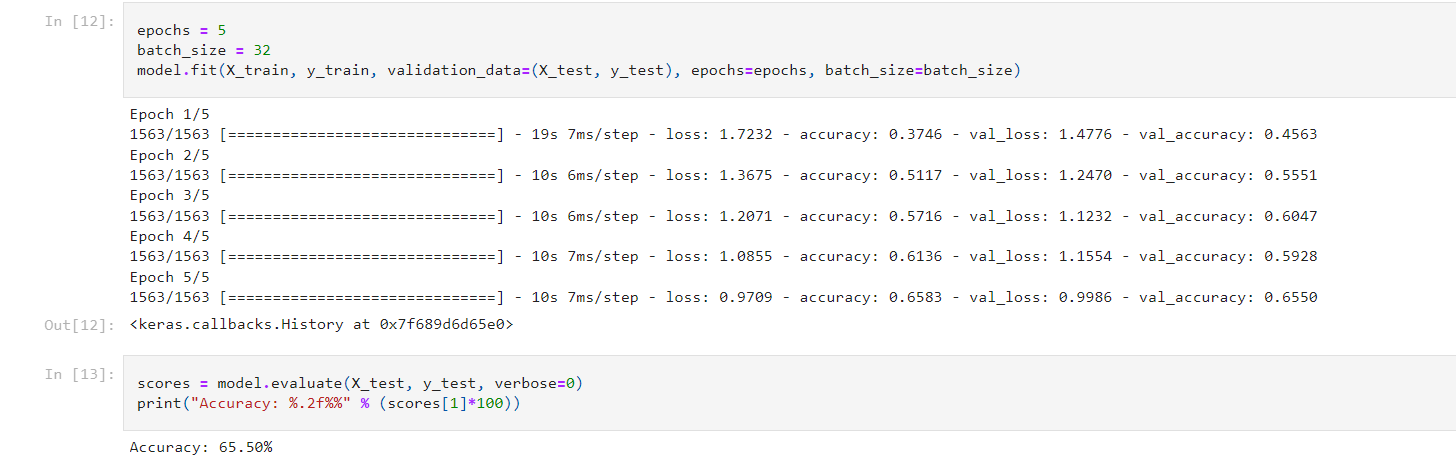 In [12]:
epochs = 5
batch_size = 32
model.fit(X_train, y_train, validation_data=(X_test, y_test), epochs=epochs, batch_size=batch_size)
Epoch 1/5
1563/1563 [==============================] - 19s 7ms/step - loss: 1.7232 - accuracy: 0.3746 - val_loss: 1.4776 - val_accuracy: 0.4563
Epoch 2/5
1563/1563 [==============================] - 10s 6ms/step - loss: 1.3675 - accuracy: 0.5117 - val_loss: 1.2470 - val_accuracy: 0.5551
Epoch 3/5
1563/1563 [==============================] - 10s 6ms/step - loss: 1.2071 - accuracy: 0.5716 - val_loss: 1.1232 - val_accuracy: 0.6047
Epoch 4/5
1563/1563 [==============================] - 10s 7ms/step - loss: 1.0855 - accuracy: 0.6136 - val_loss: 1.1554 - val_accuracy: 0.5928
Epoch 5/5
1563/1563 [==============================] - 10s 7ms/step - loss: 0.9709 - accuracy: 0.6583 - val_loss: 0.9986 - val_accuracy: 0.6550
Out[12]: <keras.callbacks.History at 0x7f689d6d65e0>
In [13]:
scores = model.evaluate(X_test, y_test, verbose=0)
print("Accuracy: %.2f%%" % (scores[1]*100))
Accuracy: 65.50%